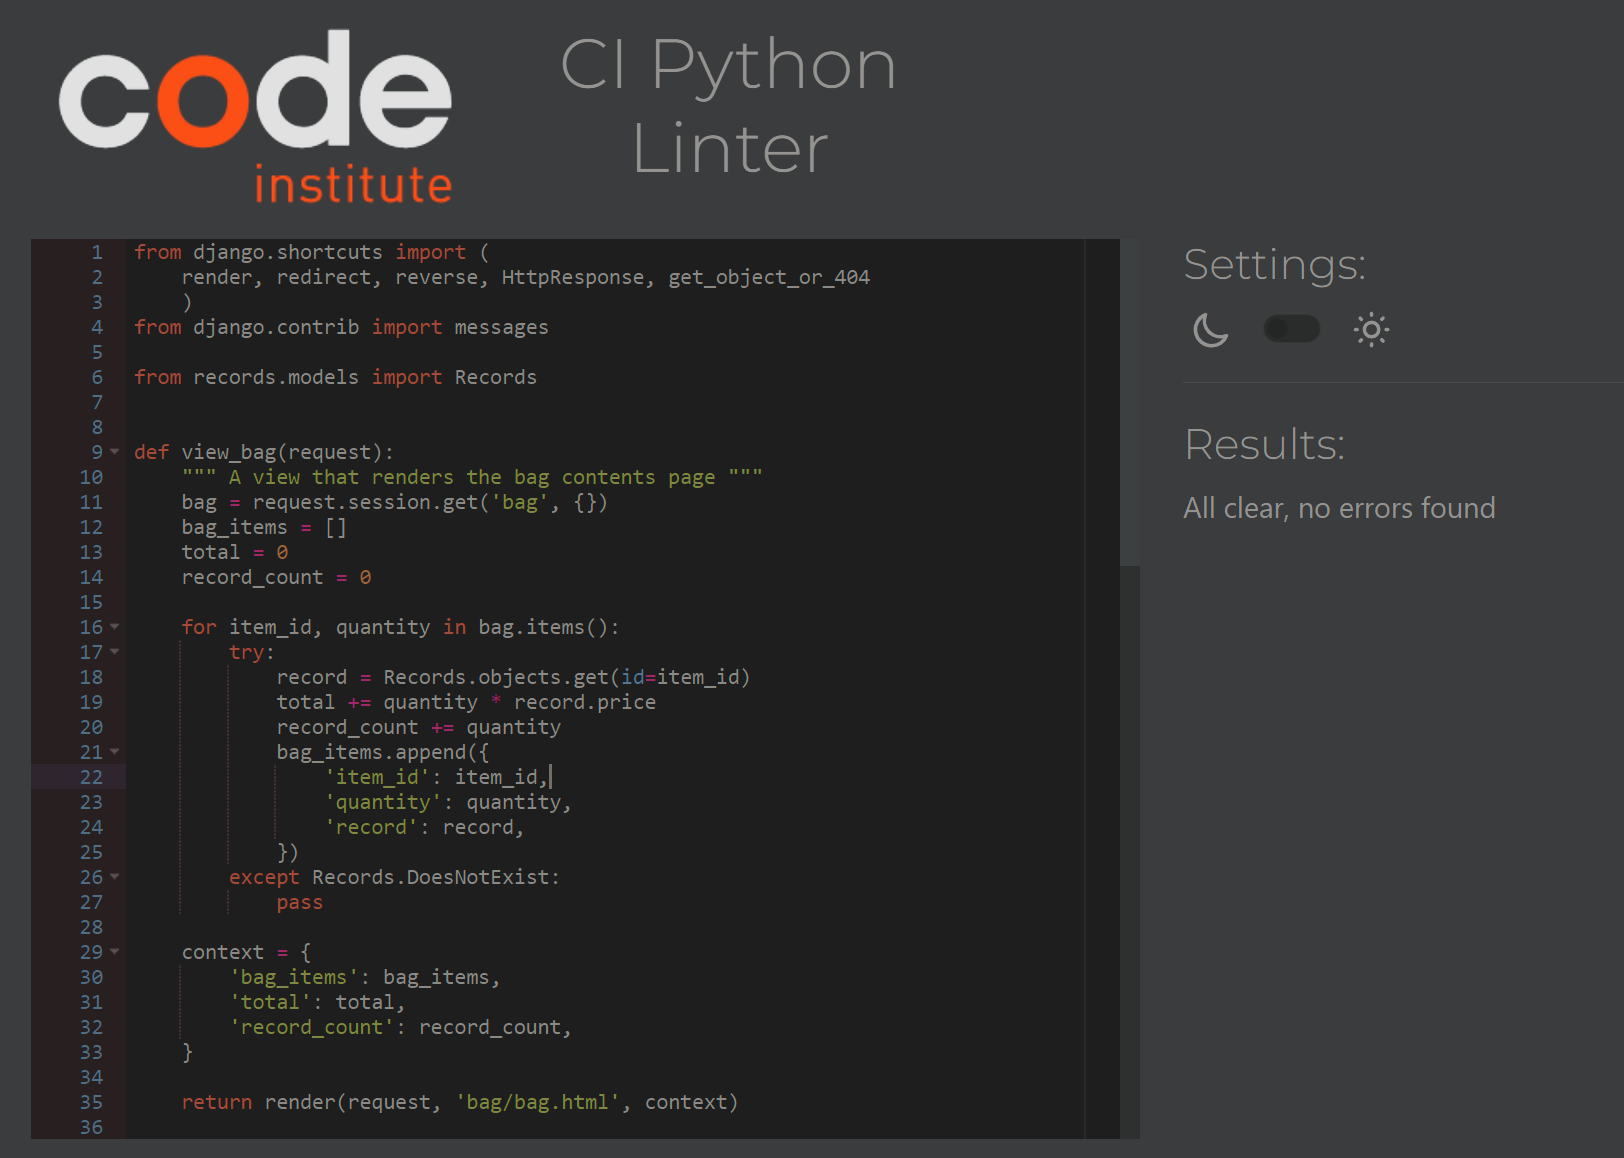 code
institute
CI Python
Linter
1 from django.shortcuts import (
2     render, redirect, reverse, HttpResponse, get_object_or_404
3     )
4 from django.contrib import messages
5
6 from records.models import Records
7
8
9 def view_bag(request):
10     """ A view that renders the bag contents page """
11     bag = request.session.get('bag', {})
12     bag_items = []
13     total = 0
14     record_count = 0
15
16     for item_id, quantity in bag.items():
17         try:
18             record = Records.objects.get(id=item_id)
19             total += quantity * record.price
20             record_count += quantity
21             bag_items.append({
22                 'item_id': item_id,
23                 'quantity': quantity,
24                 'record': record,
25             })
26         except Records.DoesNotExist:
27             pass
28
29     context = {
30         'bag_items': bag_items,
31         'total': total,
32         'record_count': record_count,
33     }
34
35     return render(request, 'bag/bag.html', context)
36
Settings:
Results:
All clear, no errors found